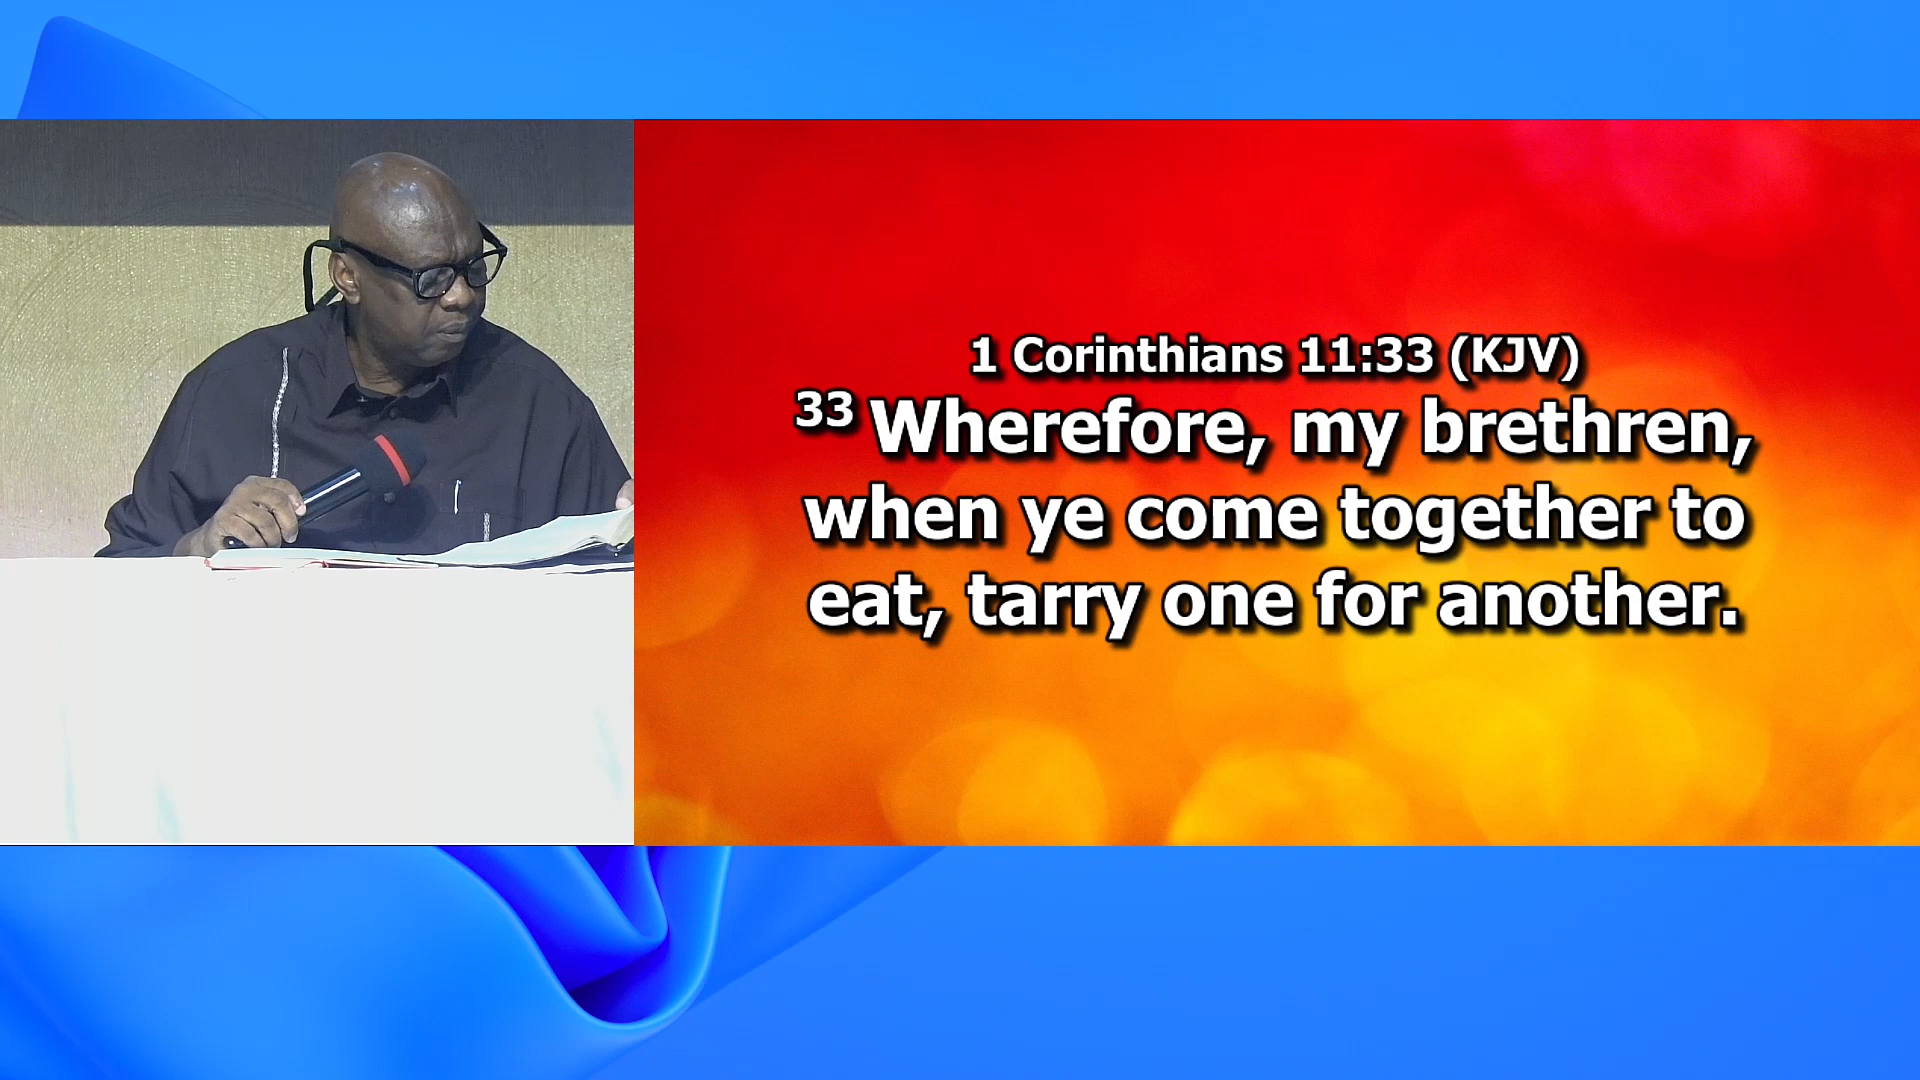 1 Corinthians 11:33 (KJV)
33 Wherefore, my brethren,
when ye come together to
eat, tarry one for another.